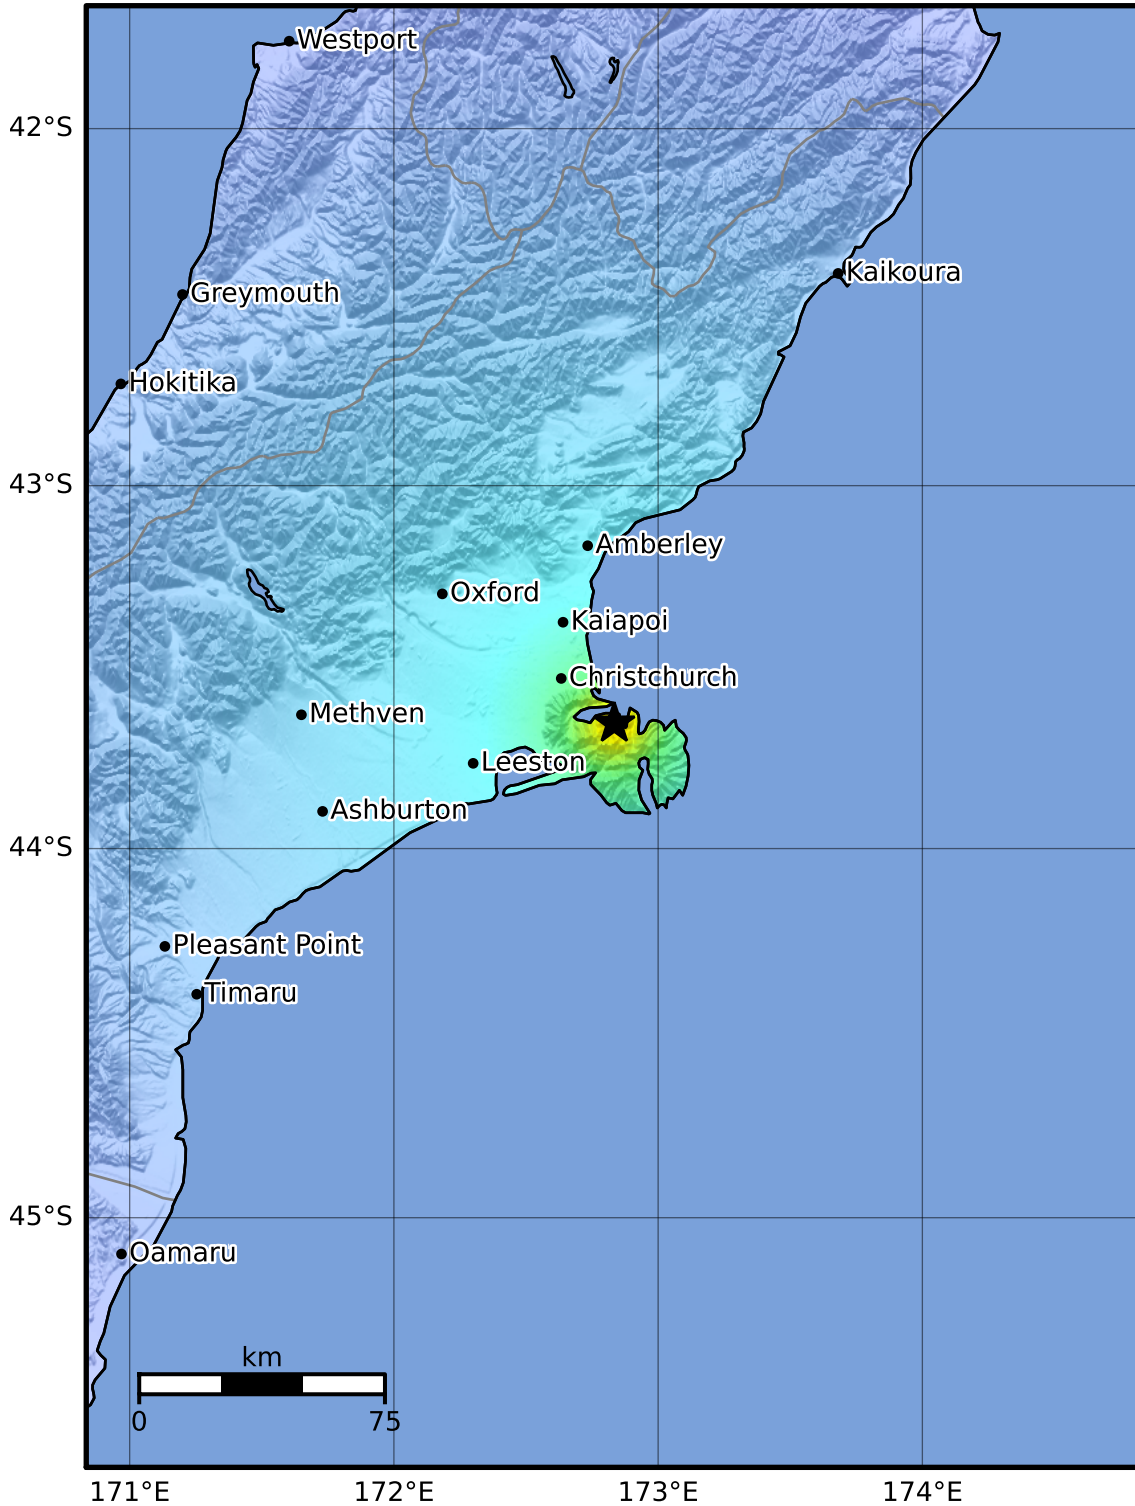 Westport
42°S
Kaikoura
Greymouth
Hokitika
43°S
Amberley
Oxford
Kaiapoi
Christchurch
Methven
Leeston
Ashburton
44°S
Pleasant Point
Timaru
45°S
Oamaru
km
0 75
171°E 172°E 173°E 174°E